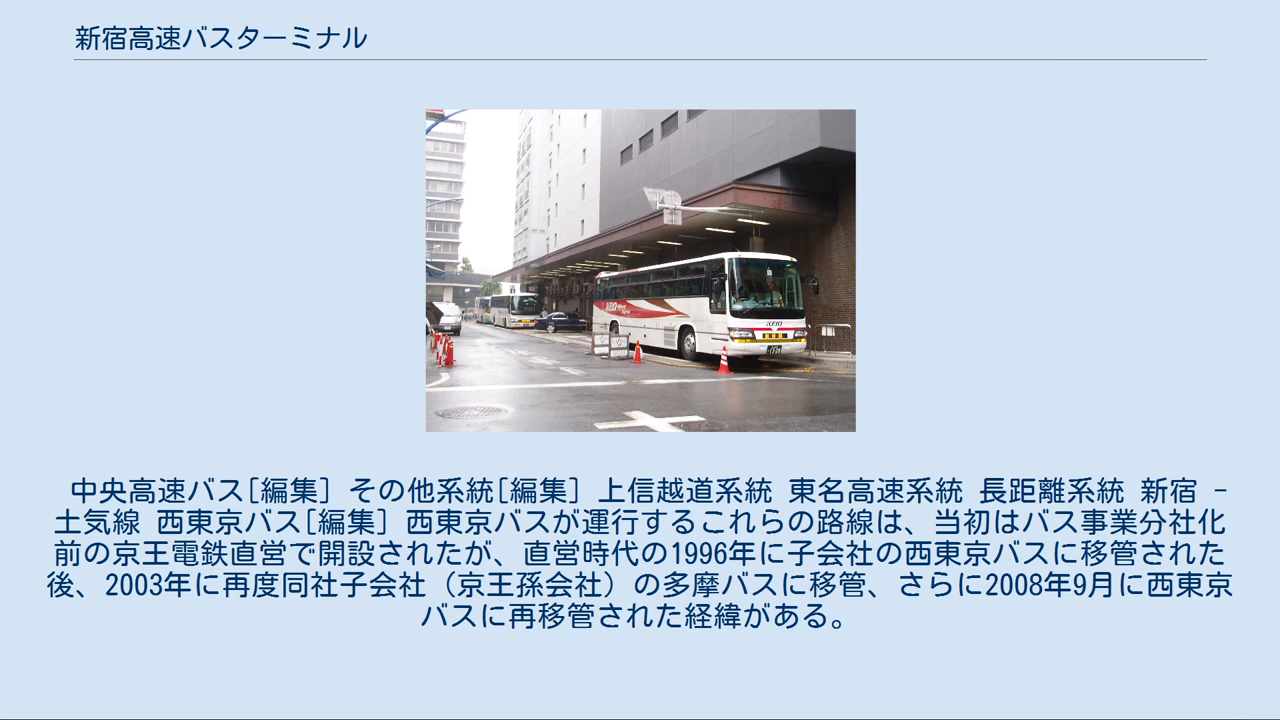 新宿高速バスターミナル
KEIO
KEIO
中央高速バス[編集] その他系統[編集] 上信越道系統 東名高速系統 長距離系統 新宿 -
土気線 西東京バス[編集] 西東京バスが運行するこれらの路線は、当初はバス事業分社化
前の京王電鉄直営で開設されたが、直営時代の1996年に子会社の西東京バスに移管された
後、2003年に再度同社子会社（京王孫会社）の多摩バスに移管、さらに2008年9月に西東京
バスに再移管された経緯がある。